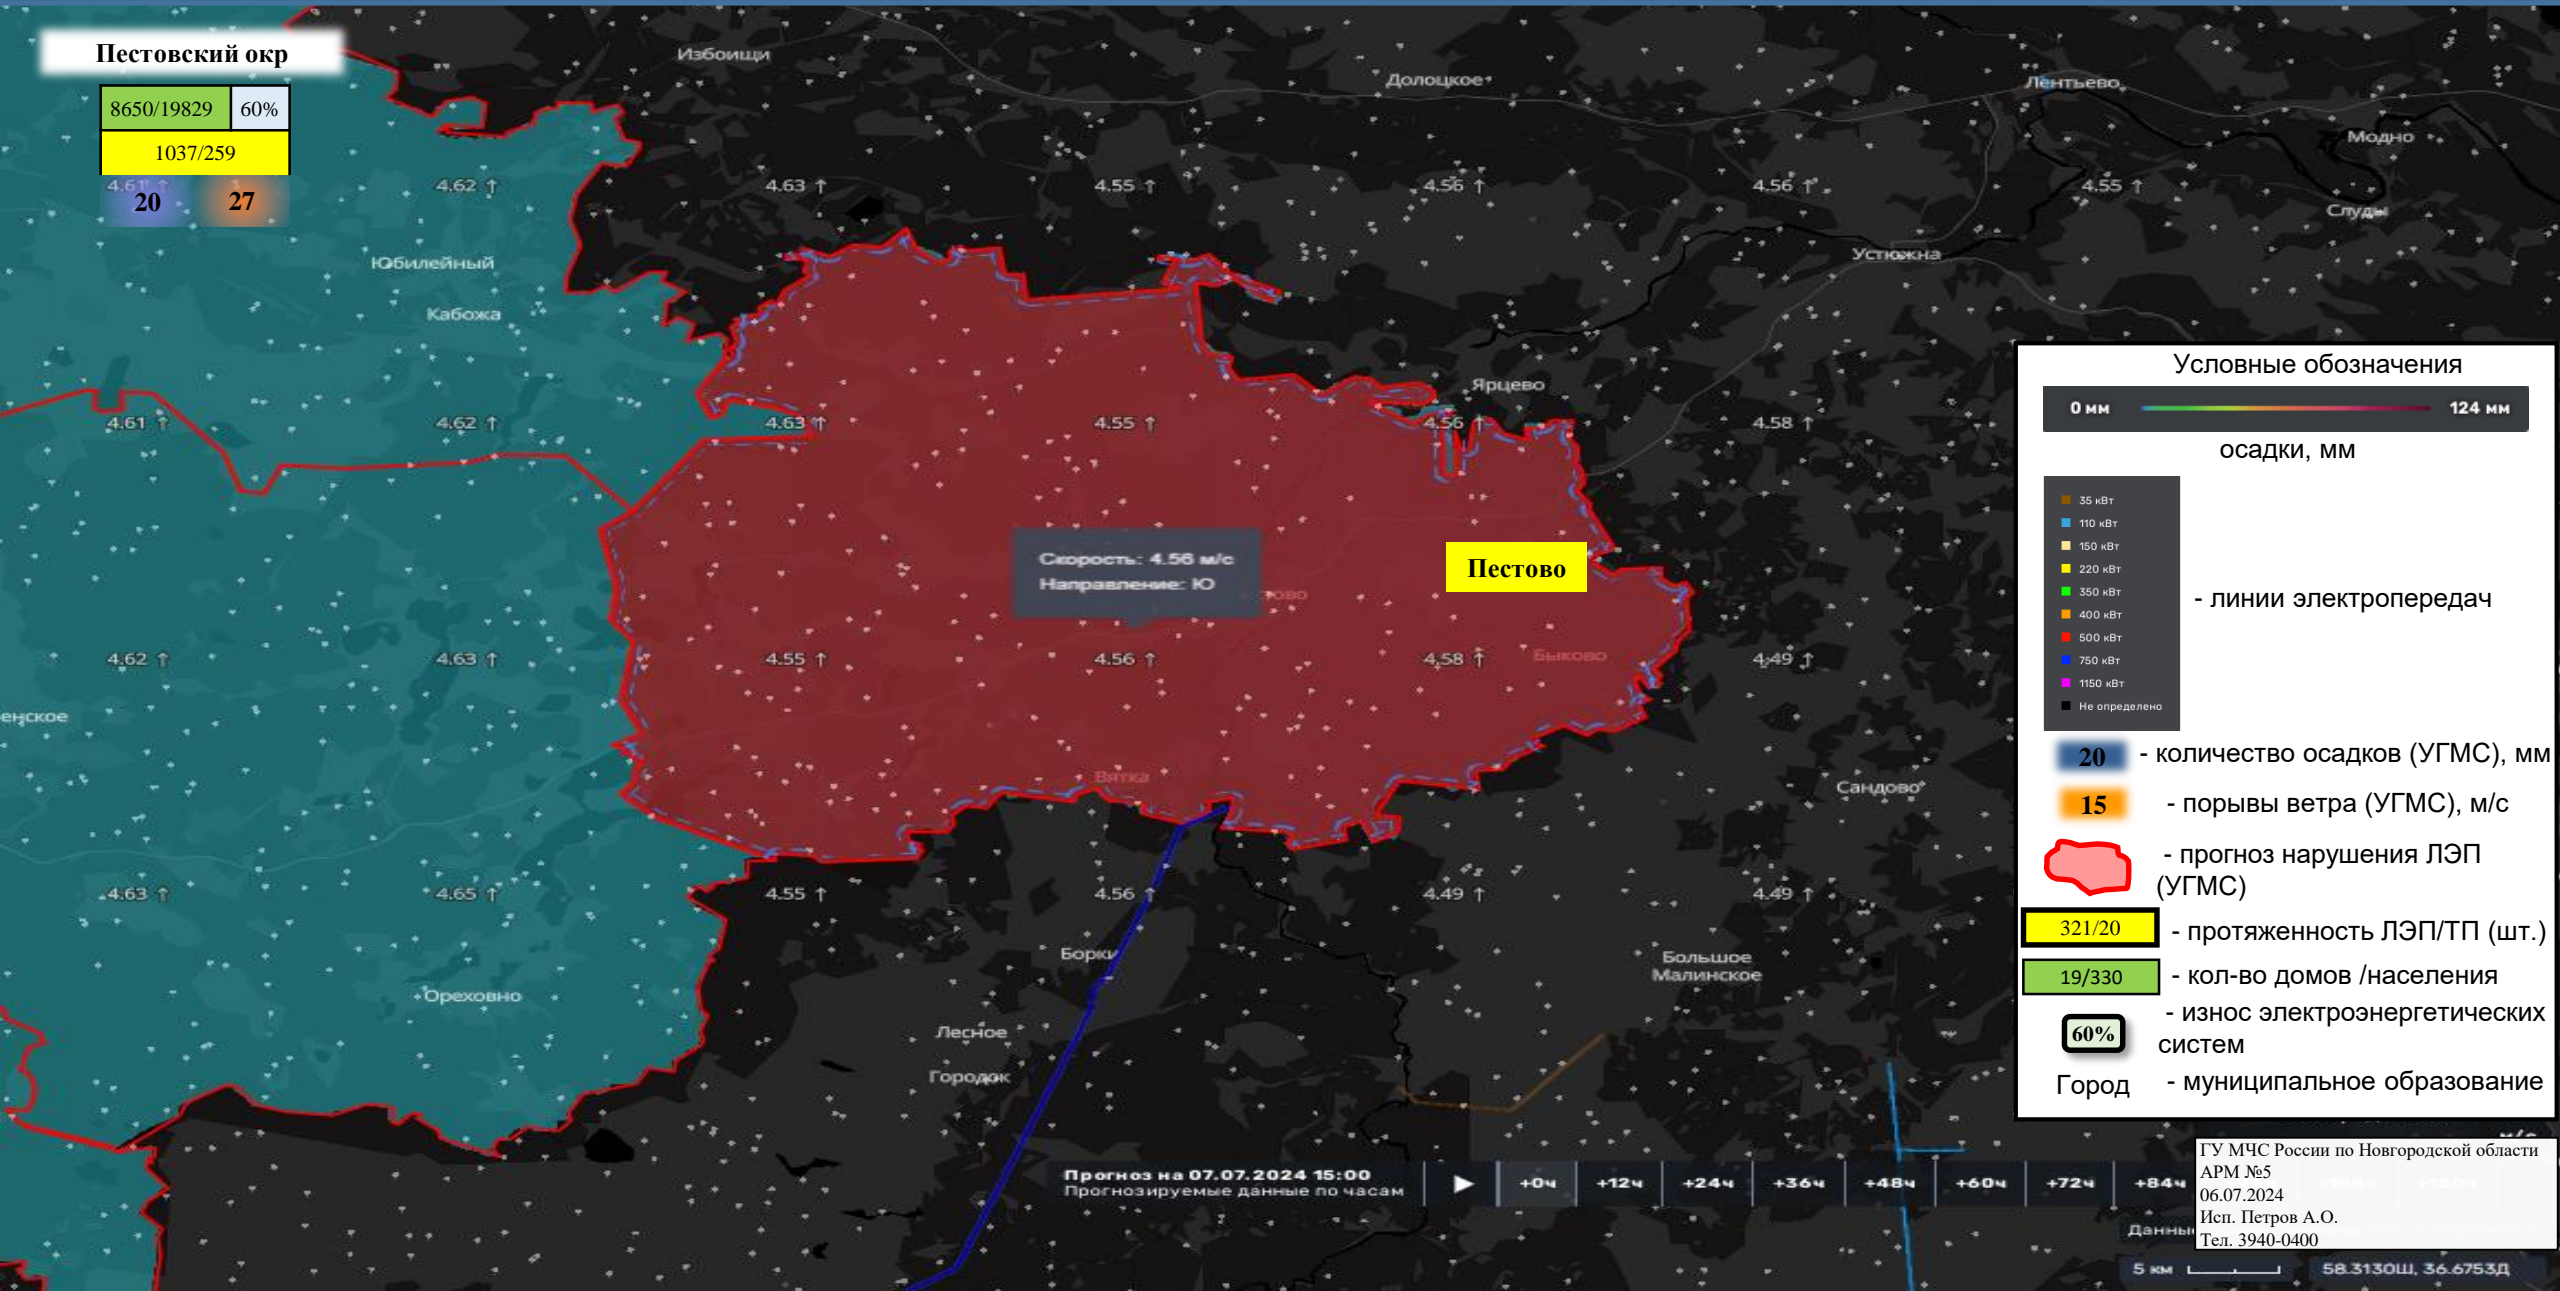 Пестовский окр
8650/19829 60%
1037/259
20 27
Избоищи
Долоцкое
Лентьево
Модно
Слуды
4.61 ↑ 4.62 ↑ 4.63 ↑ 4.55 ↑ 4.56 ↑ 4.56 ↑ 4.55 ↑
Юбилейный
Кабожа
Устюжна
Ярцево
4.61 ↑ 4.62 ↑ 4.63 ↑ 4.55 ↑ 4.56 ↑ 4.58 ↑
Скорость: 4.56 м/с
Направление: Ю
Пестово
Быково
4.62 ↑ 4.63 ↑ 4.55 ↑ 4.56 ↑ 4.58 ↑ 4.49 ↑
Вятка
Сандово
4.63 ↑ 4.65 ↑ 4.55 ↑ 4.56 ↑ 4.49 ↑ 4.49 ↑
Борки
Большое
Малинское
Ореховно
Лесное
Городок
Условные обозначения
0 мм 124 мм
осадки, мм
35 кВт
110 кВт
150 кВт
220 кВт
350 кВт
400 кВт
500 кВт
750 кВт
1150 кВт
Не определено
- линии электропередач
20 - количество осадков (УГМС), мм
15 - порывы ветра (УГМС), м/с
- прогноз нарушения ЛЭП
(УГМС)
321/20 - протяженность ЛЭП/ТП (шт.)
19/330 - кол-во домов /населения
- износ электроэнергетических
60% систем
Город - муниципальное образование
Прогноз на 07.07.2024 15:00
Прогнозируемые данные по часам
+0ч +12ч +24ч +36ч +48ч +60ч +72ч +84ч
ГУ МЧС России по Новгородской области
АРМ №5
06.07.2024
Исп. Петров А.О.
Тел. 3940-0400
5 км 58.3130Ш, 36.6753Д